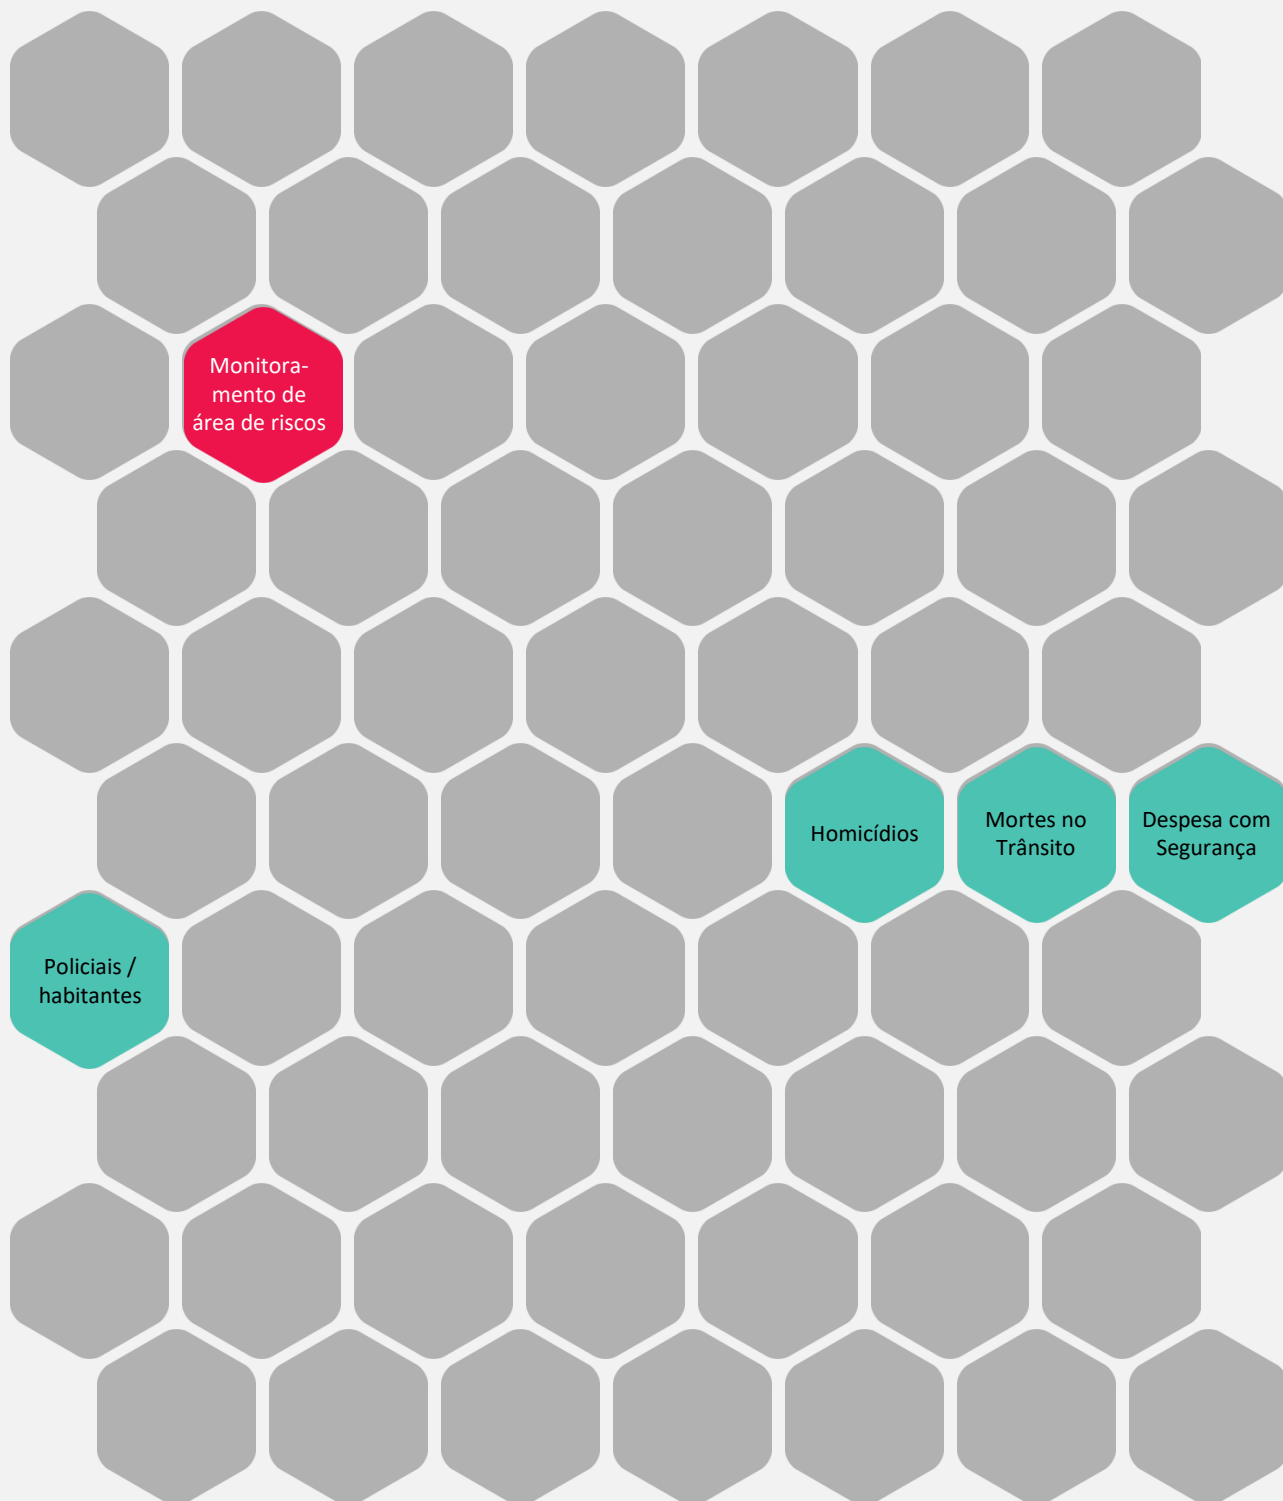 Monitora-
mento de
área de riscos
Homicídios
Mortes no
Trânsito
Despesa com
Segurança
Policiais /
habitantes